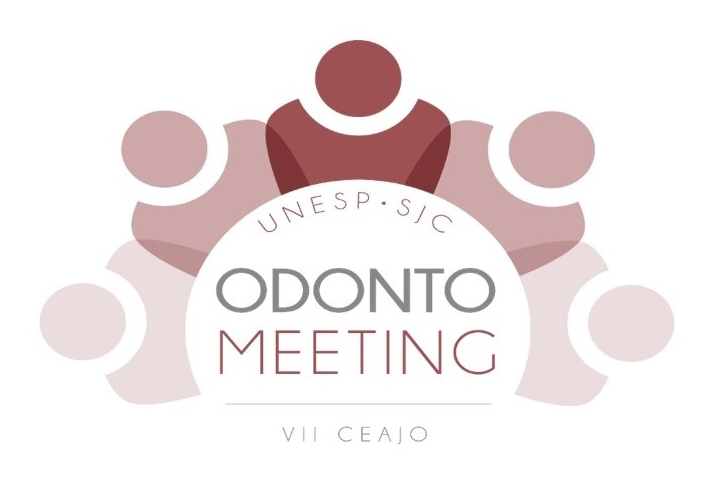 UNESP·SJC
ODONTO
MEETING
VII CEAJO